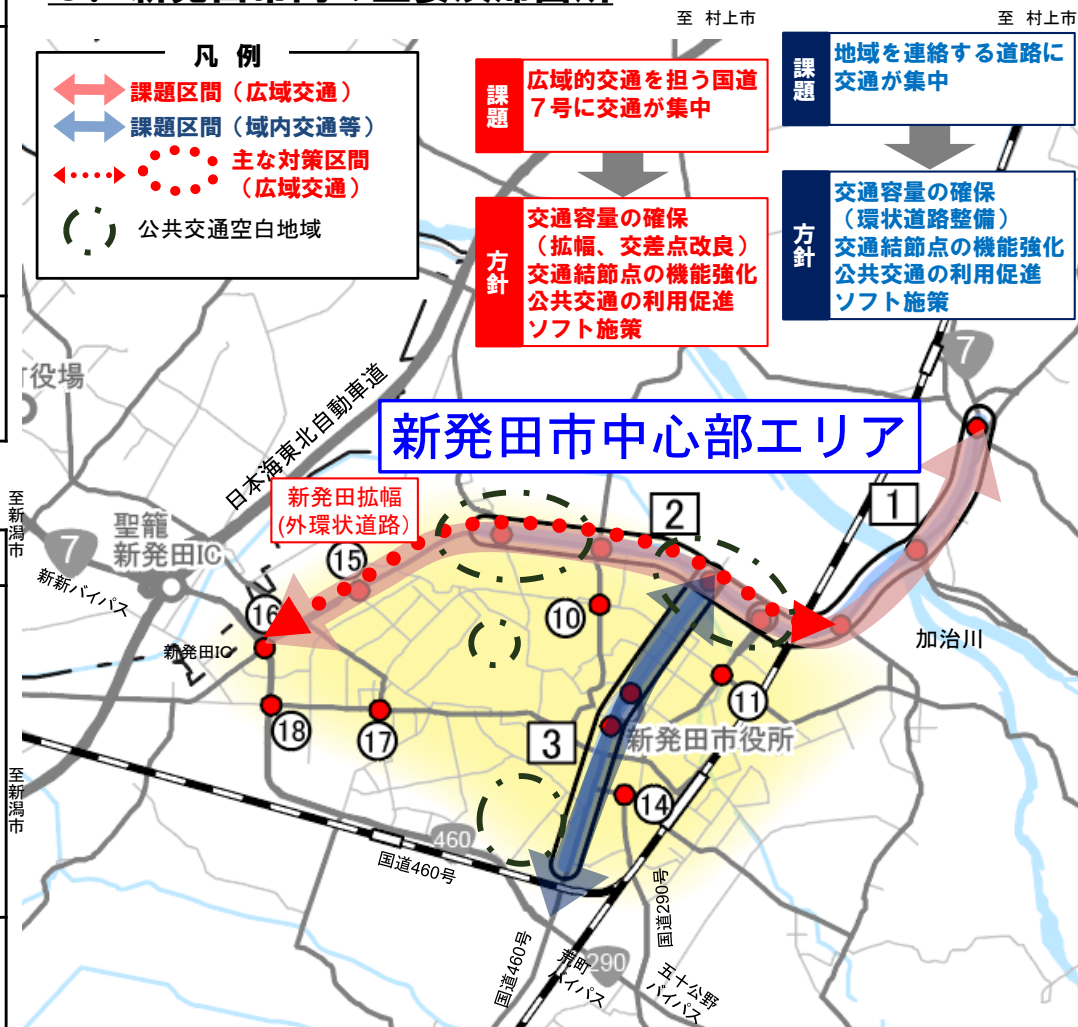 至 村上市
至 村上市
凡 例
課題区間（広域交通）
課題区間（域内交通等）
主な対策区間
（広域交通）
公共交通空白地域
課題
広域的交通を担う国道
７号に交通が集中
方針
交通容量の確保
（拡幅、交差点改良）
交通結節点の機能強化
公共交通の利用促進
ソフト施策
課題
地域を連絡する道路に
交通が集中
方針
交通容量の確保
（環状道路整備）
交通結節点の機能強化
公共交通の利用促進
ソフト施策
7
役場
日本海東北自動車道
新発田市中心部エリア
新発田拡幅
(外環状道路)
1
2
3
至新潟市
7
聖籠
新発田IC
新新バイパス
⑮
⑯
新発田IC
⑩
加治川
⑪
⑱
⑰
新発田市役所
⑭
至新潟市
460
国道460号
国道290号
国道460号
荒町
バイパス
290
五十公野
バイパス